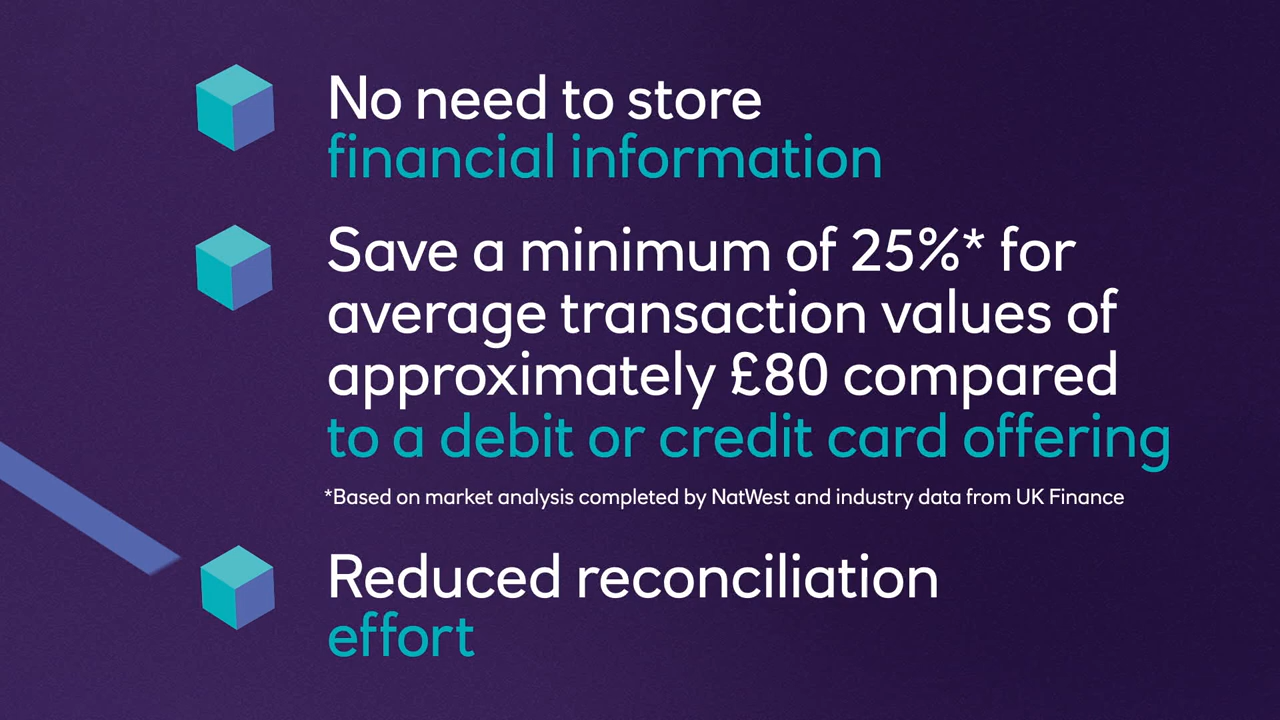 No need to store
financial information
Save a minimum of 25%* for
average transaction values of
approximately £80 compared
to a debit or credit card offering
*Based on market analysis completed by NatWest and industry data from UK Finance
Reduced reconciliation
effort